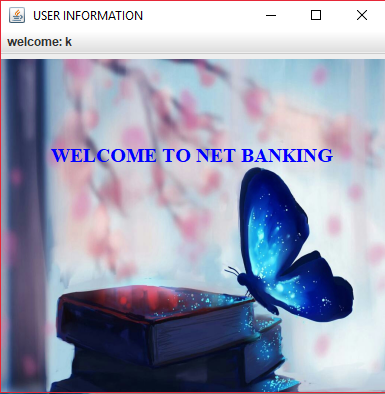 USER INFORMATION
welcome: k
WELCOME TO NET BANKING